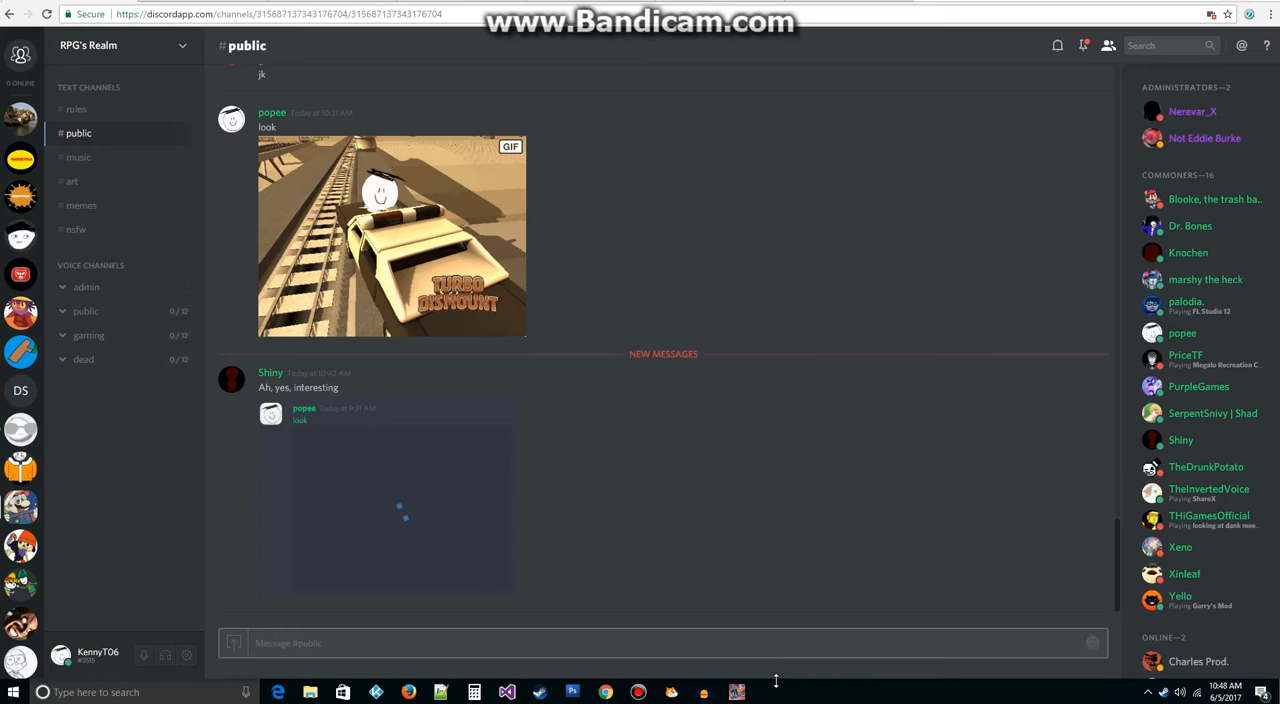 https://discordapp.com/channels/315687137343176704/315687137343176704
Secure
www.Bandicam.com
RPG's Realm
# public
Search
0 ONLINE
TEXT CHANNELS
# rules
# public
# music
# art
# memes
# nsfw
VOICE CHANNELS
admin
public 0/12
gaming 0/12
dead 0/12
DS
KennyT06
#3515
jk
popee Today at 10:31 AM
look
GIF
TURBO
DISMOUNT
NEW MESSAGES
Shiny Today at 10:42 AM
Ah, yes, interesting
popee Today at 9:31 AM
look
Message #public
ADMINISTRATORS—2
Nerevar_X
Not Eddie Burke
COMMONERS—16
Blooke, the trash ba..
Dr. Bones
Knochen
marshy the heck
palodia.
Playing FL Studio 12
popee
PriceTF
Playing Megalo Recreation C...
PurpleGames
SerpentSnivy | Shad
Shiny
TheDrunkPotato
TheInvertedVoice
Playing ShareX
THiGamesOfficial
Playing looking at dank mee...
Xeno
Xinleaf
Yello
Playing Garry's Mod
ONLINE—2
Charles Prod.
Type here to search
10:48 AM
6/5/2017
4